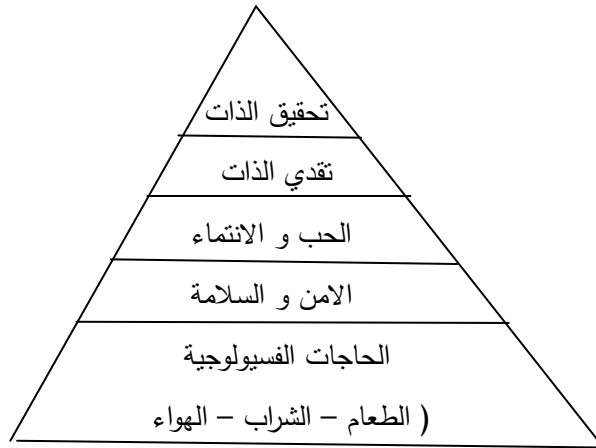 تحقيق الذات
تقدي الذات
الحب و الانتماء
الامن و السلامة
الحاجات الفسيولوجية
( الطعام – الشراب – الهواء